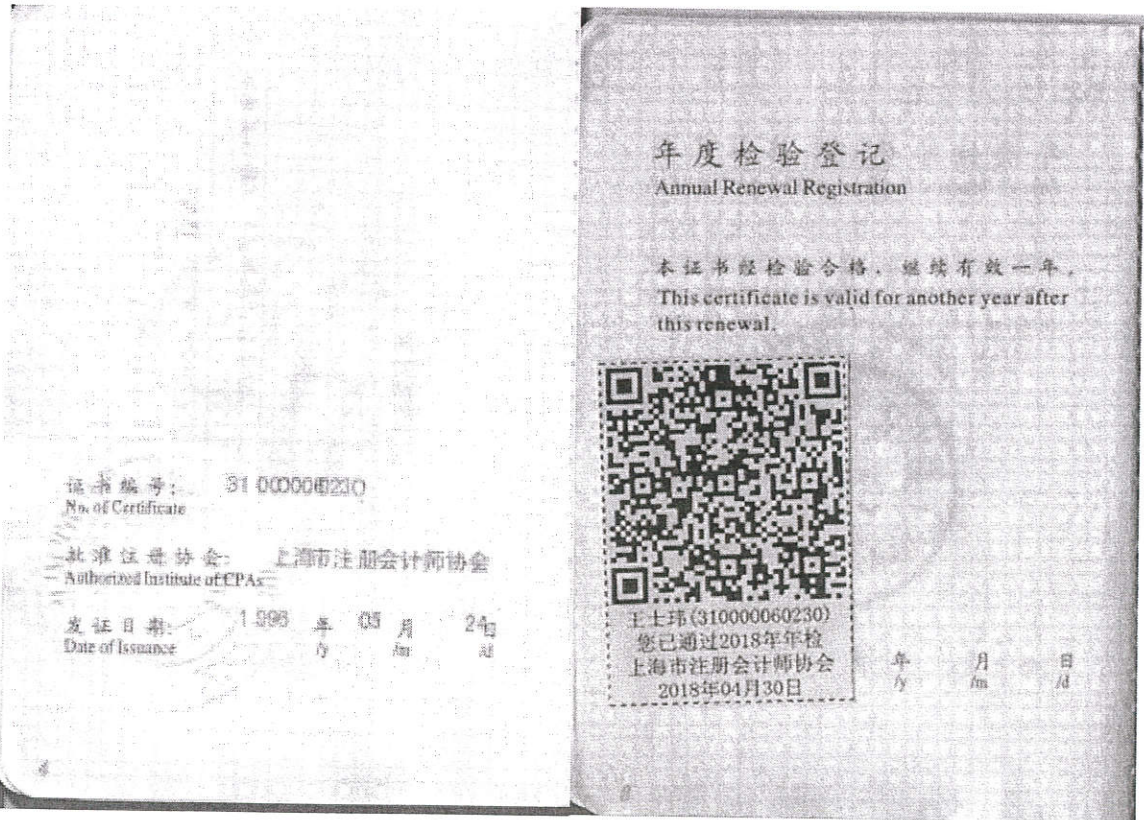 证书编号: 310000060230
No. of Certificate
批准注册协会: 上海市注册会计师协会
Authorized Institute of CPAs
发证日期: 1996 年 05 月 24 日
Date of Issuance /y /m /d
4
年度检验登记
Annual Renewal Registration
本证书经检验合格，继续有效一年。
This certificate is valid for another year after
this renewal.
王士玮(310000060230)
您已通过2018年年检
上海市注册会计师协会
2018年04月30日
年 月 日
/y /m /d